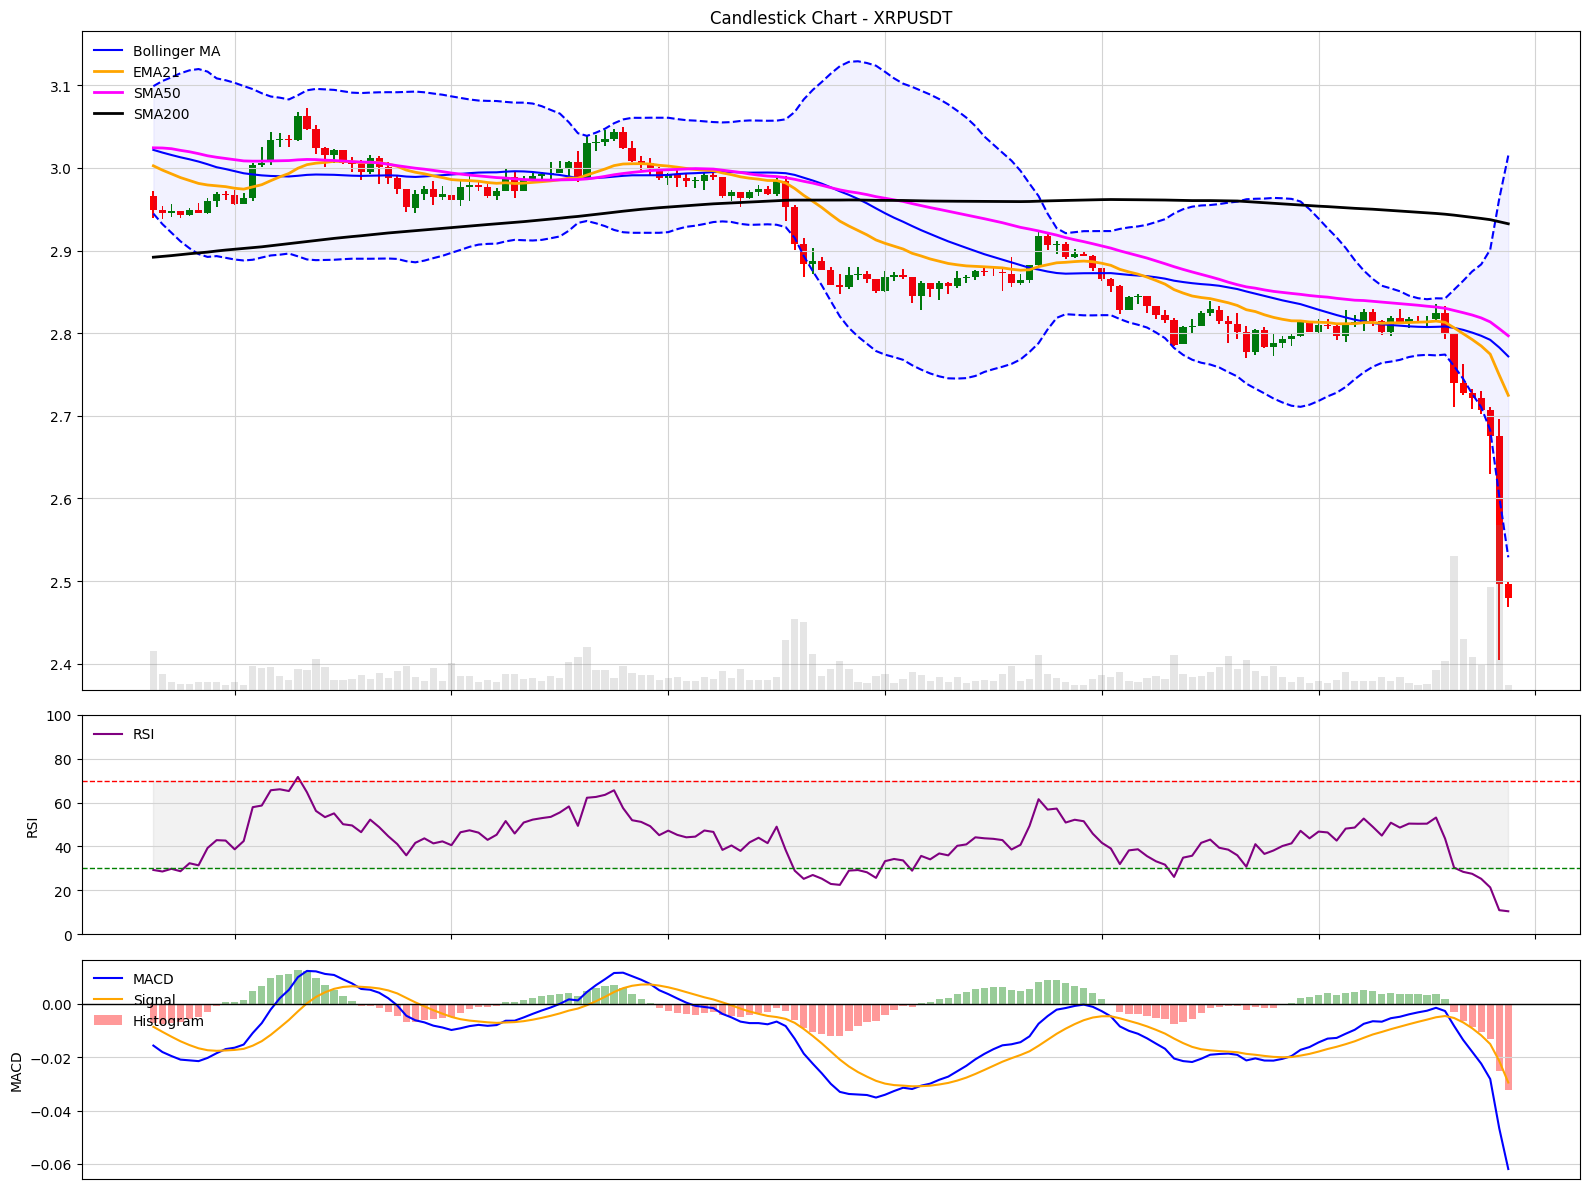 Candlestick Chart - XRPUSDT
Bollinger MA
EMA21
SMA50
SMA200
3.1
3.0
2.9
2.8
2.7
2.6
2.5
2.4
RSI
100
80
60
40
20
0
RSI
MACD
Signal
Histogram
0.00
−0.02
−0.04
−0.06
MACD